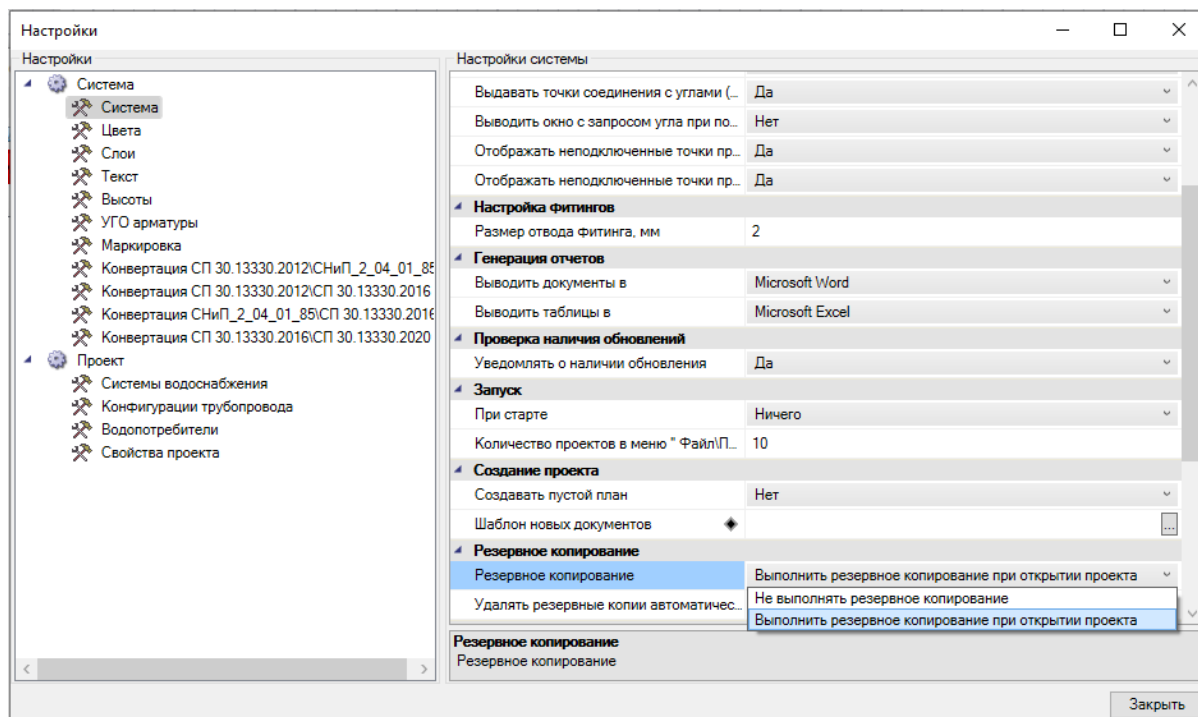 Настройки
Настройки
Система
Система
Цвета
Слои
Текст
Высоты
УГО арматуры
Маркировка
Конвертация СП 30.13330.2012\СНиП_2_04_01_85
Конвертация СП 30.13330.2012\СП 30.13330.2016
Конвертация СНиП_2_04_01_85\СП 30.13330.2016
Конвертация СП 30.13330.2016\СП 30.13330.2020
Проект
Системы водоснабжения
Конфигурации трубопровода
Водопотребители
Свойства проекта
Настройки системы
Выдавать точки соединения с углами (... Да
Выводить окно с запросом угла при по... Нет
Отображать неподключенные точки пр... Да
Отображать неподключенные точки пр... Да
Настройка фитингов
Размер отвода фитинга, мм 2
Генерация отчетов
Выводить документы в Microsoft Word
Выводить таблицы в Microsoft Excel
Проверка наличия обновлений
Уведомлять о наличии обновления Да
Запуск
При старте Ничего
Количество проектов в меню " Файл\П... 10
Создание проекта
Создавать пустой план Нет
Шаблон новых документов ...
Резервное копирование
Резервное копирование Выполнить резервное копирование при открытии проекта
Удалять резервные копии автоматичес...
Не выполнять резервное копирование
Выполнить резервное копирование при открытии проекта
Резервное копирование
Резервное копирование
Закрыть